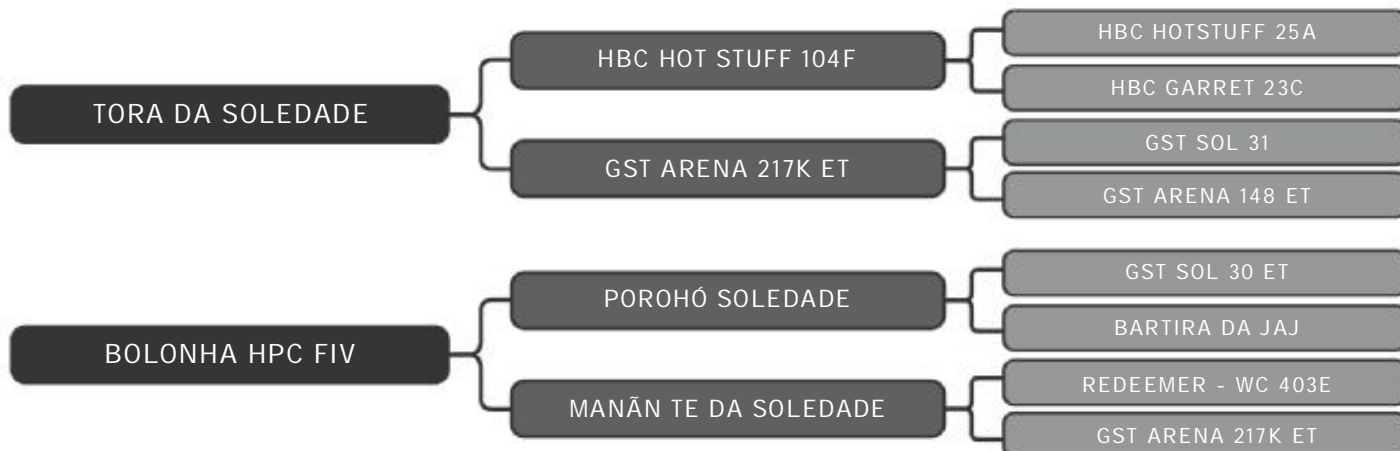 TORA DA SOLEDADE
HBC HOT STUFF 104F
HBC HOTSTUFF 25A
HBC GARRET 23C
GST ARENA 217K ET
GST SOL 31
GST ARENA 148 ET
BOLONHA HPC FIV
POROHÓ SOLEDADE
GST SOL 30 ET
BARTIRA DA JAJ
MANÃN TE DA SOLEDADE
REDEEMER - WC 403E
GST ARENA 217K ET